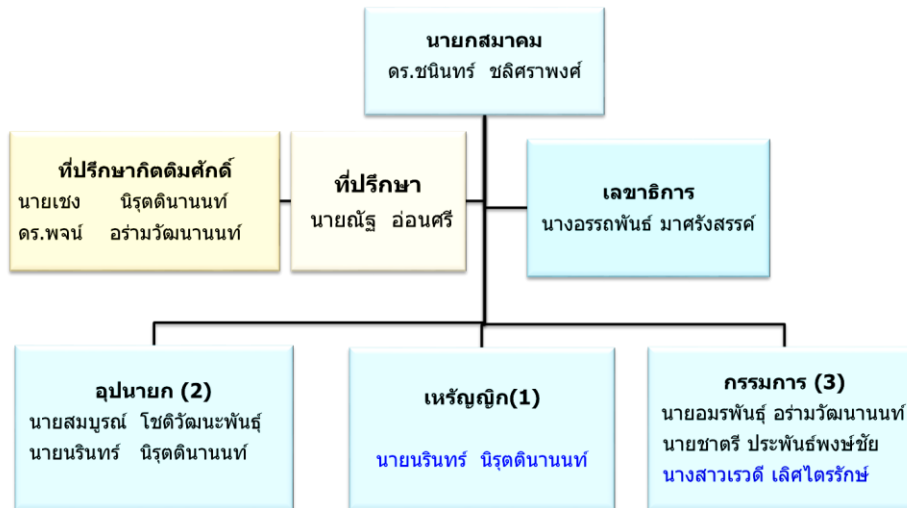 นายกสมาคม
ดร.ชนินทร์ ชลิศราพงศ์
ที่ปรึกษากิตติมศักดิ์
นายเชง นิรุตตินานนท์
ดร.พจน์ อร่ามวัฒนานนท์
ที่ปรึกษา
นายณัฐ อ่อนศรี
เลขาธิการ
นางอรรถพันธ์ มาศรังสรรค์
อุปนายก (2)
นายสมบูรณ์ โชติวัฒนะพันธุ์
นายนรินทร์ นิรุตตินานนท์
เหรัญญิก(1)
นายนรินทร์ นิรุตตินานนท์
กรรมการ (3)
นายอมรพันธุ์ อร่ามวัฒนานนท์
นายชาตรี ประพันธ์พงษ์ชัย
นางสาวเรวดี เลิศไตรรักษ์